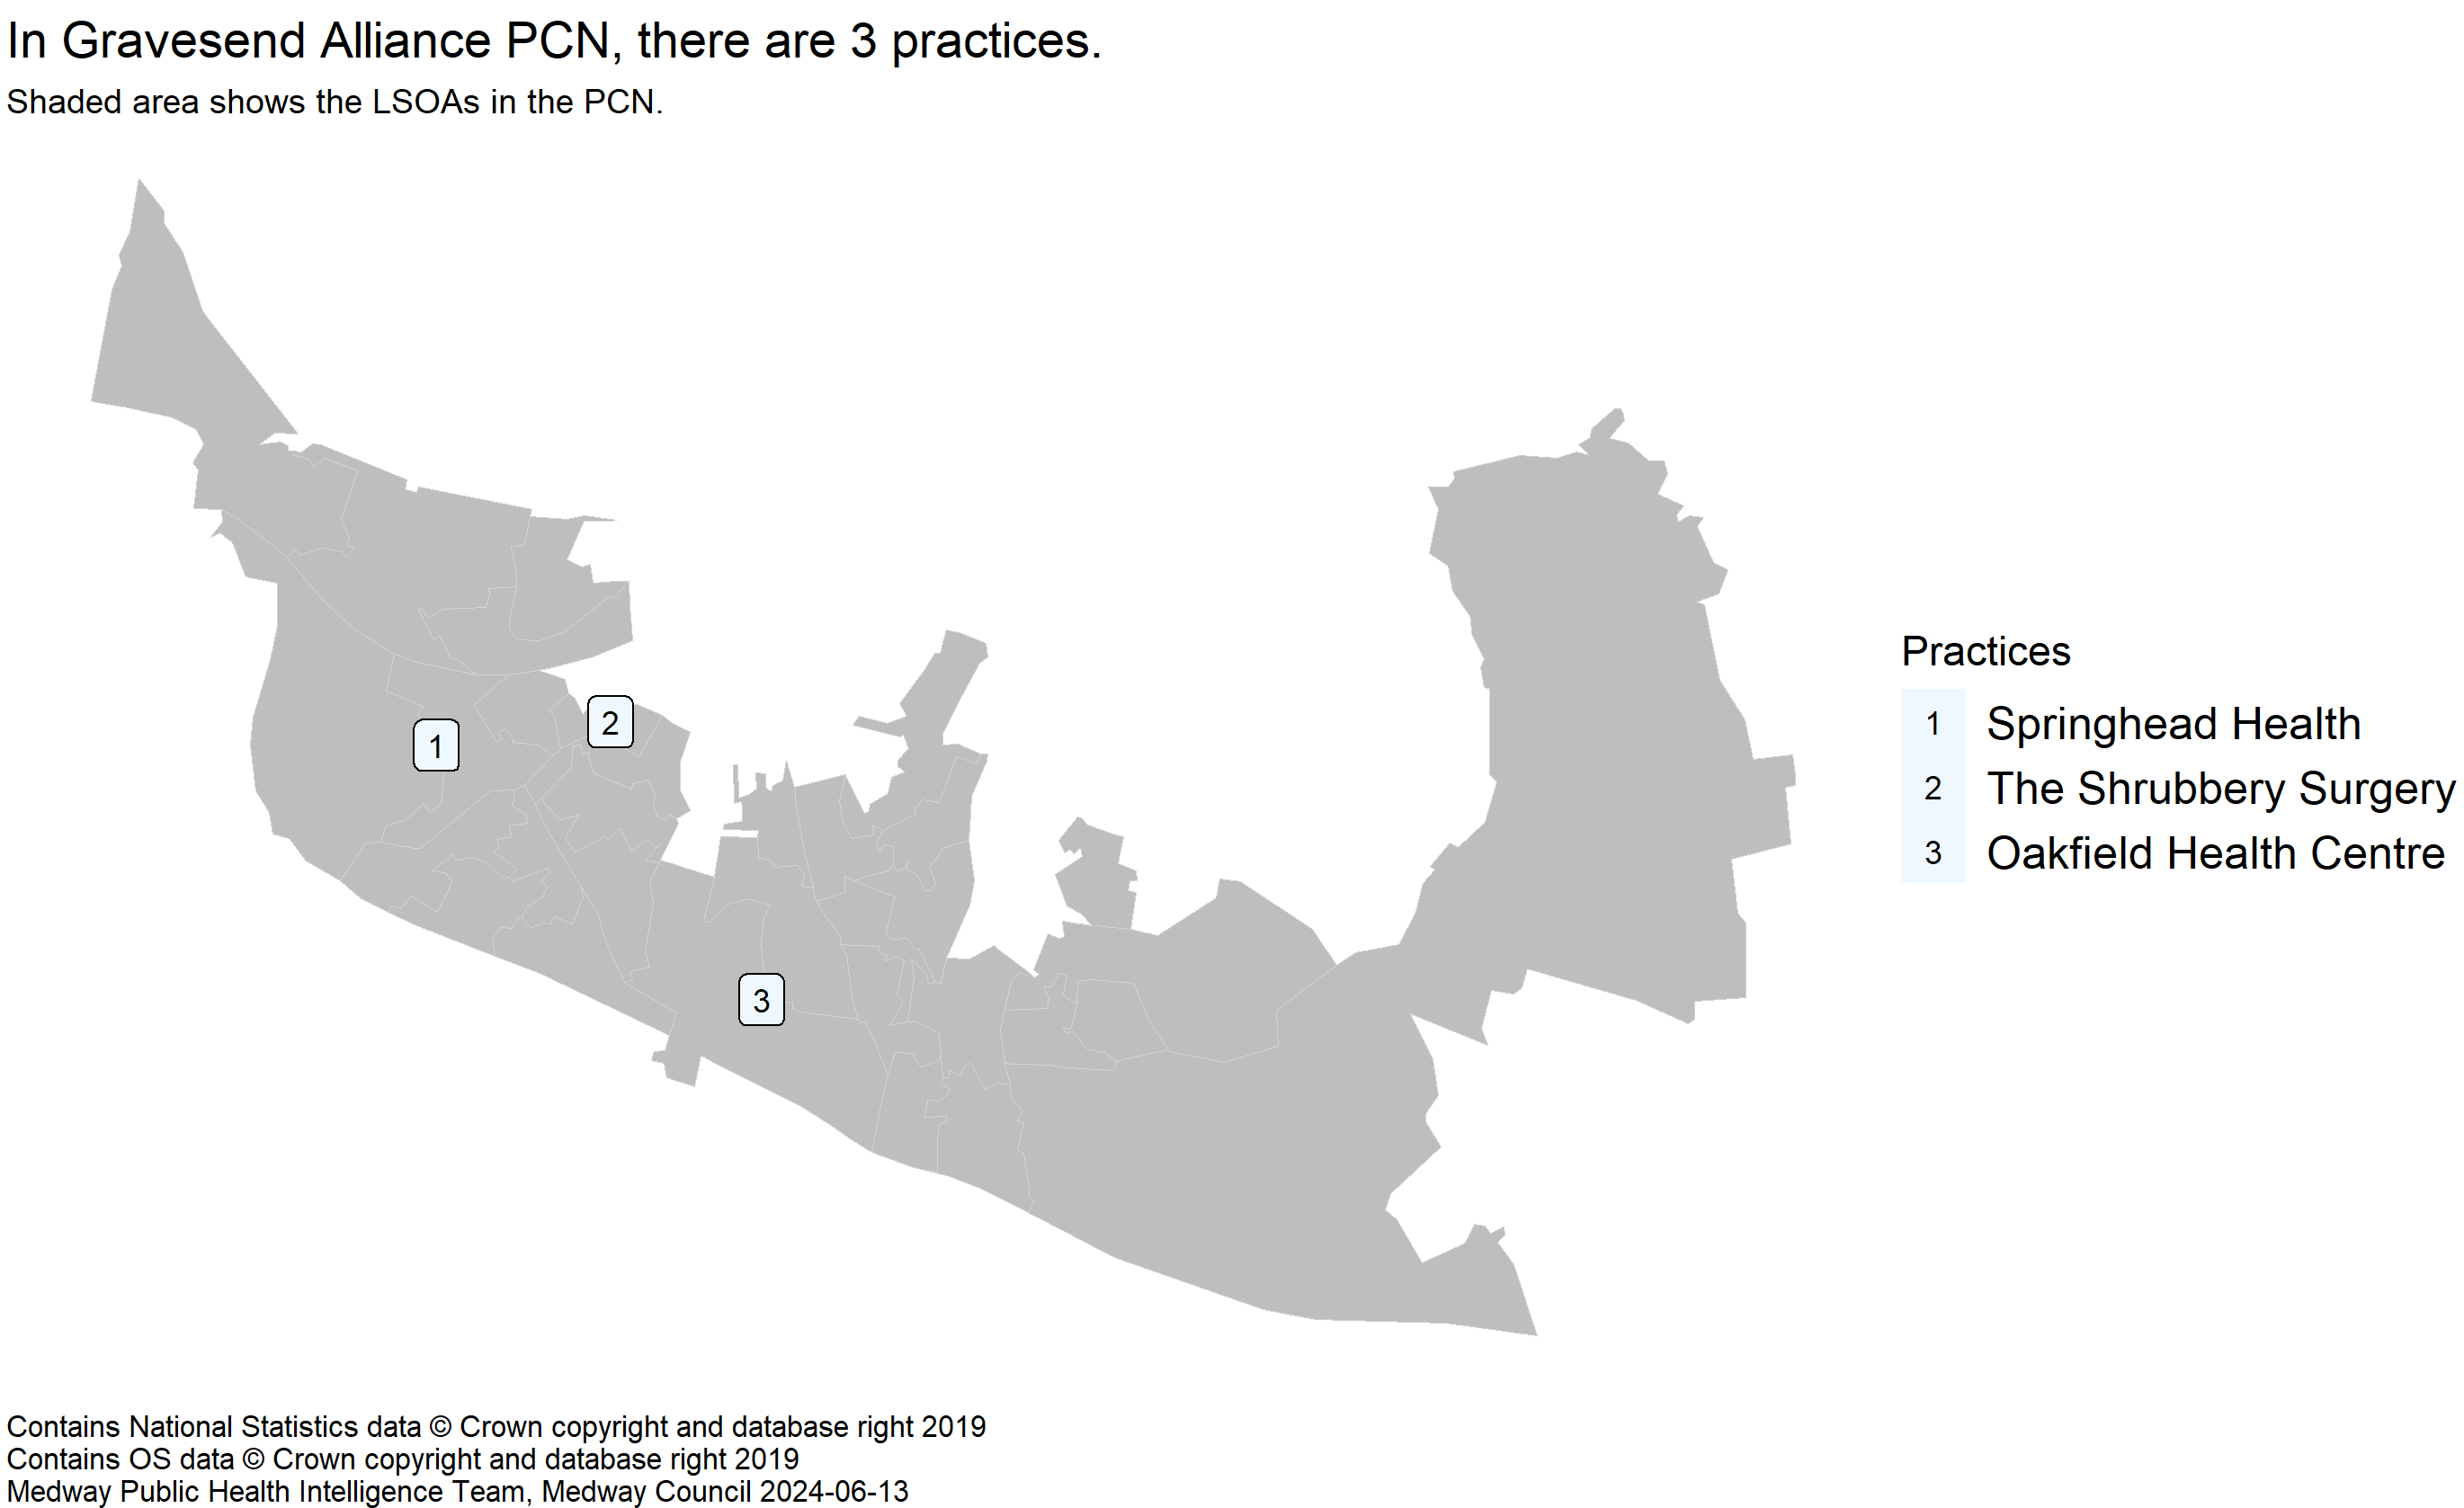 In Gravesend Alliance PCN, there are 3 practices.
Shaded area shows the LSOAs in the PCN.
1
2
3
Practices
1 Springhead Health
2 The Shrubbery Surgery
3 Oakfield Health Centre
Contains National Statistics data © Crown copyright and database right 2019
Contains OS data © Crown copyright and database right 2019
Medway Public Health Intelligence Team, Medway Council 2024-06-13